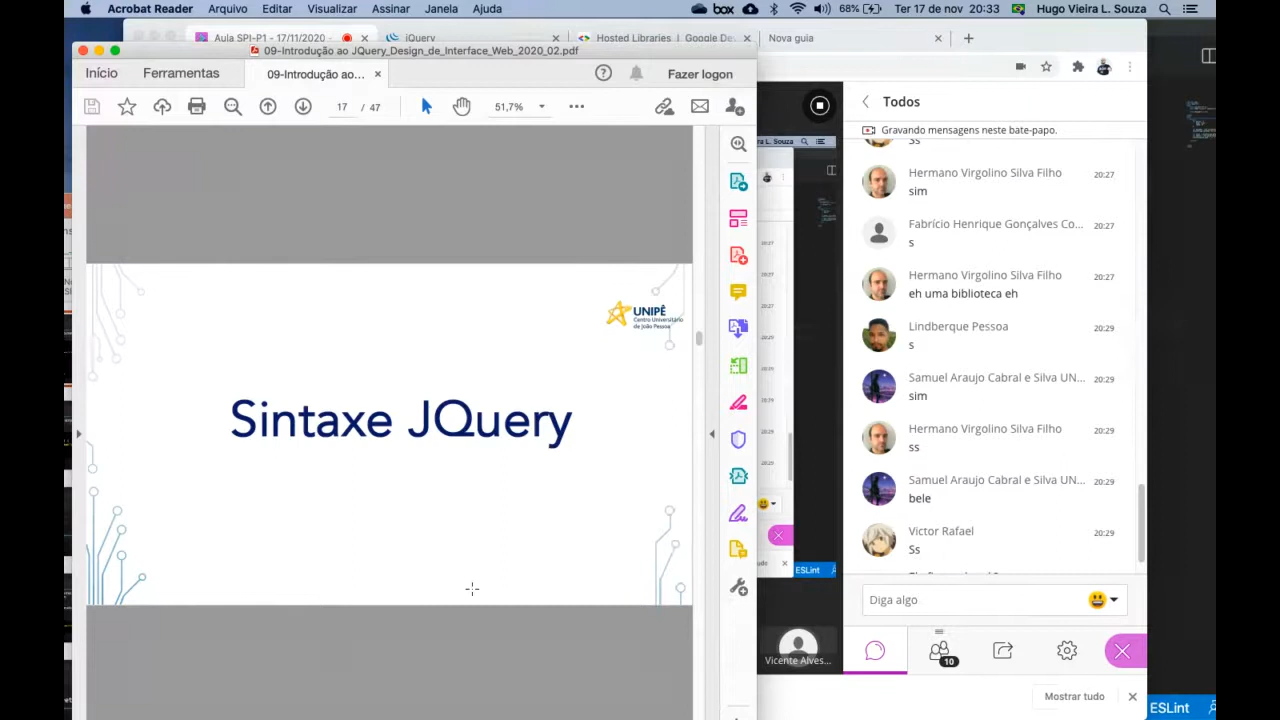 Acrobat Reader Arquivo Editar Visualizar Assinar Janela Ajuda
box 68% Ter 17 de nov 20:33 Hugo Vieira L. Souza
Aula SPI-P1 - 17/11/2020 jQuery Hosted Libraries | Google De Nova guia
09-Introdução ao JQuery_Design_de_Interface_Web_2020_02.pdf
Início Ferramentas 09-Introdução ao... Fazer logon
17 / 47 51,7%
UNIPÊ
Centro Universitário
de João Pessoa
Sintaxe JQuery
Todos
Gravando mensagens neste bate-papo.
Ss
Hermano Virgolino Silva Filho 20:27
sim
Fabrício Henrique Gonçalves Co... 20:27
s
Hermano Virgolino Silva Filho 20:27
eh uma biblioteca eh
Lindberque Pessoa 20:29
s
Samuel Araujo Cabral e Silva UN... 20:29
sim
Hermano Virgolino Silva Filho 20:29
ss
Samuel Araujo Cabral e Silva UN... 20:29
bele
Victor Rafael 20:29
Ss
Diga algo
10
Vicente Alves...
Mostrar tudo
ESLint
ESLint